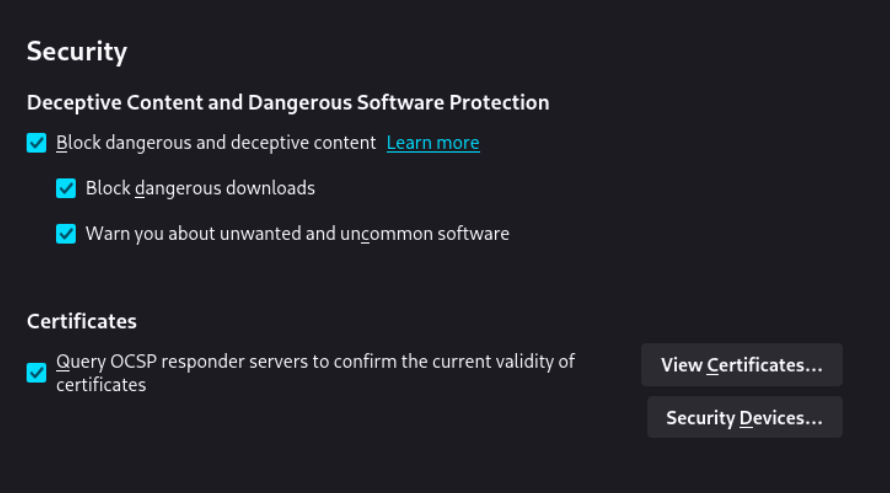 Security
Deceptive Content and Dangerous Software Protection
Block dangerous and deceptive content Learn more
Block dangerous downloads
Warn you about unwanted and uncommon software
Certificates
Query OCSP responder servers to confirm the current validity of
certificates
View Certificates...
Security Devices...